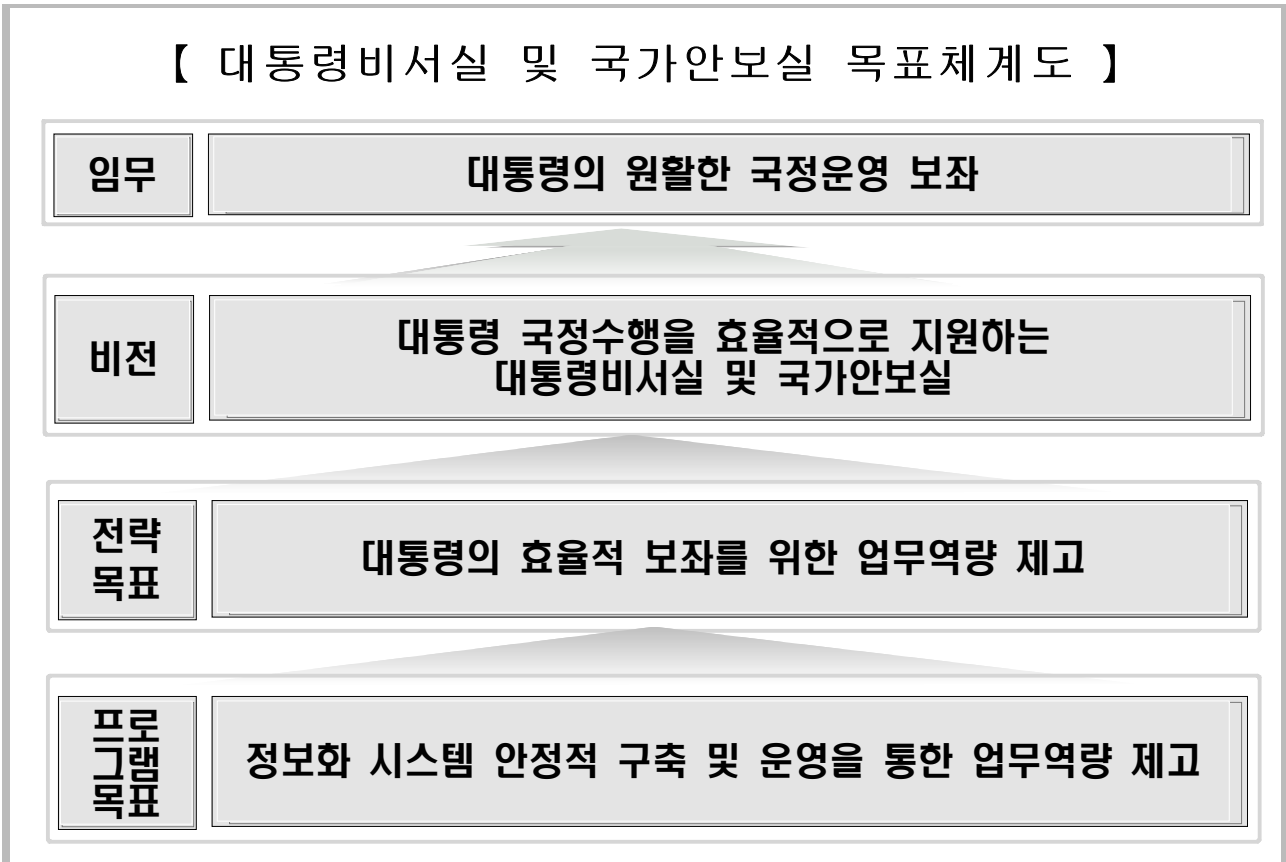 【 대통령비서실 및 국가안보실 목표체계도 】
임무
대통령의 원활한 국정운영 보좌
비전
대통령 국정수행을 효율적으로 지원하는
대통령비서실 및 국가안보실
전략
목표
대통령의 효율적 보좌를 위한 업무역량 제고
프로
그램
목표
정보화 시스템 안정적 구축 및 운영을 통한 업무역량 제고